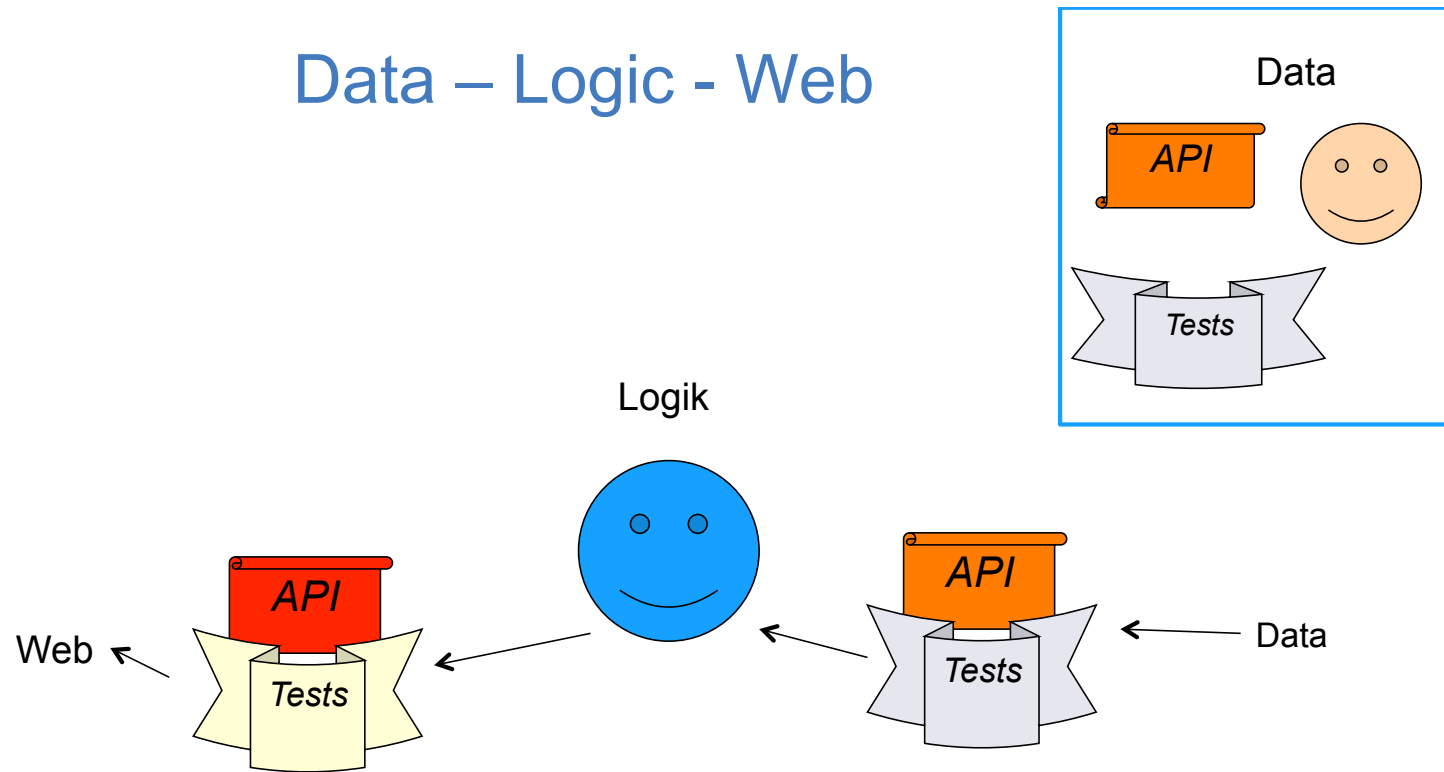 Data – Logic - Web
Data
API
Tests
Logik
API
Tests
API
Tests
Web
Data